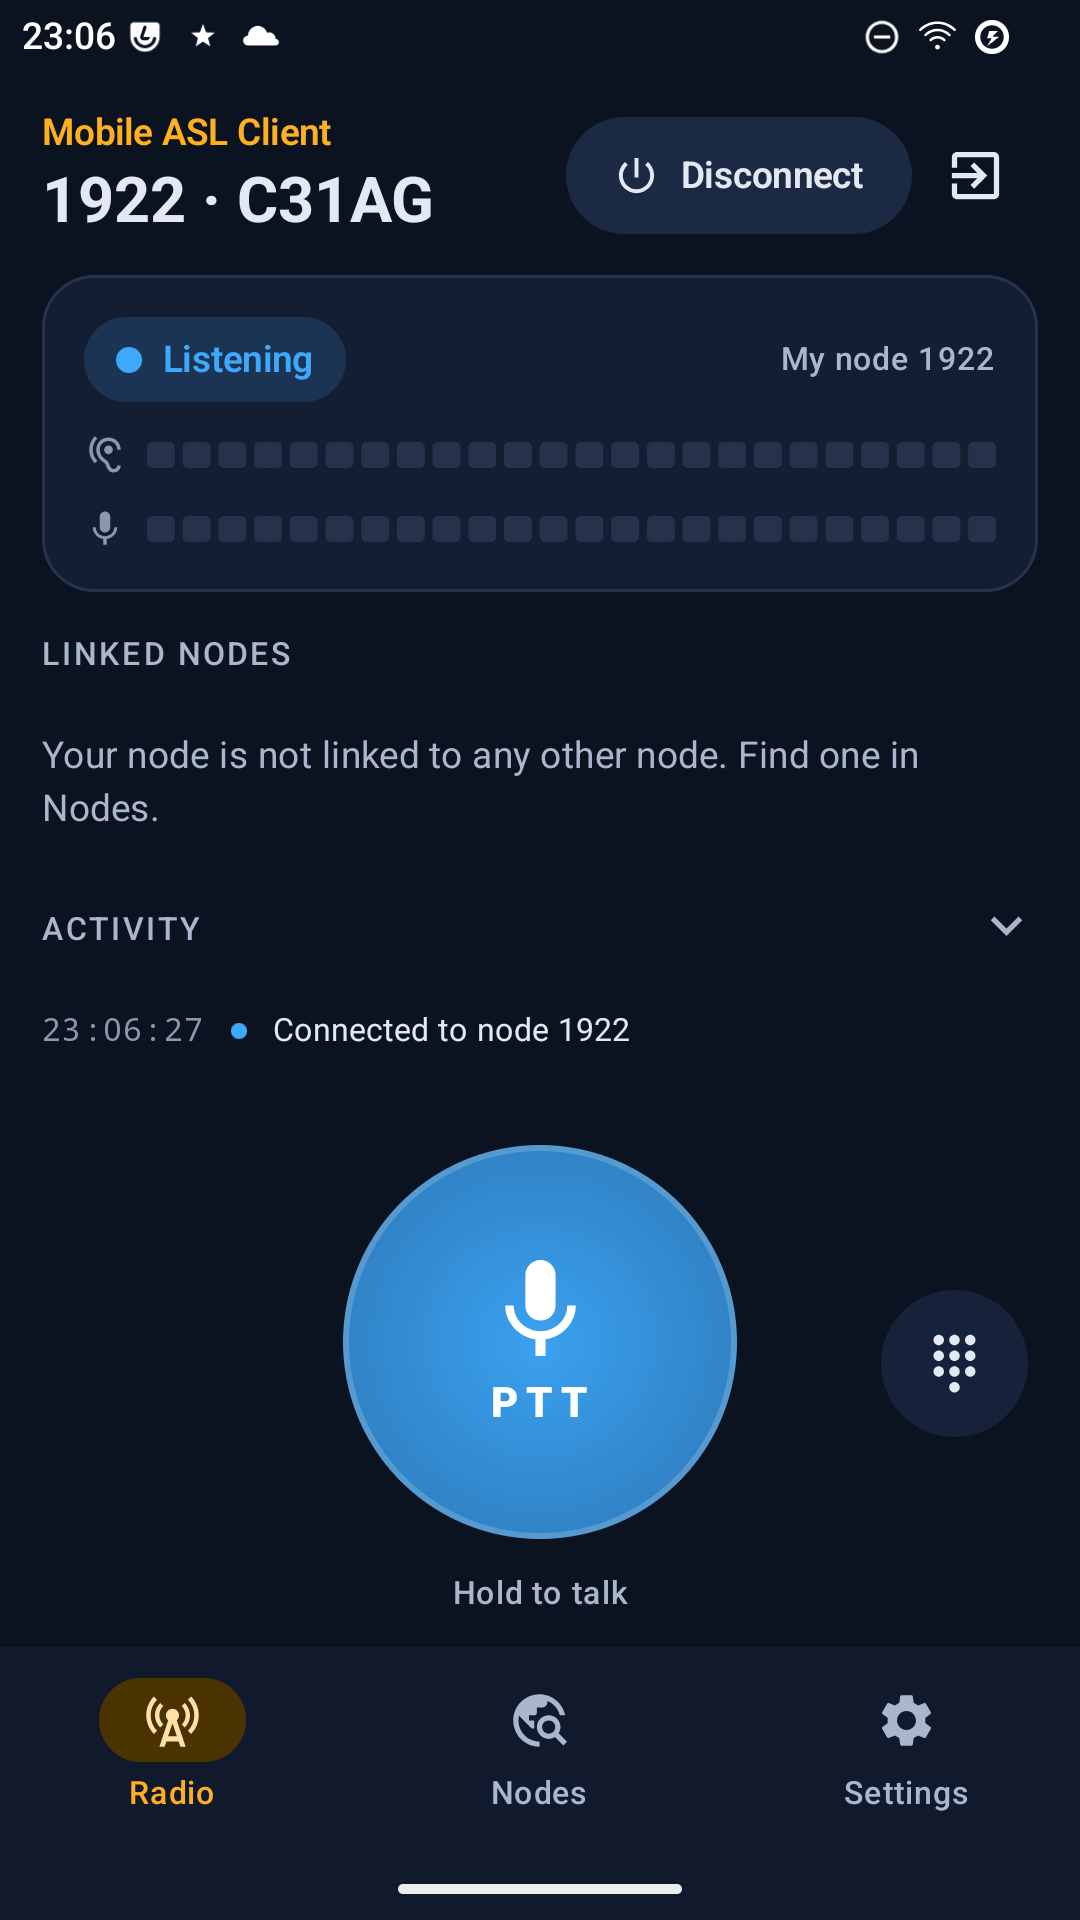 23:06
Mobile ASL Client
1922 · C31AG
Disconnect
Listening
My node 1922
LINKED NODES
Your node is not linked to any other node. Find one in
Nodes.
ACTIVITY
23:06:27 Connected to node 1922
PTT
Hold to talk
Radio
Nodes
Settings